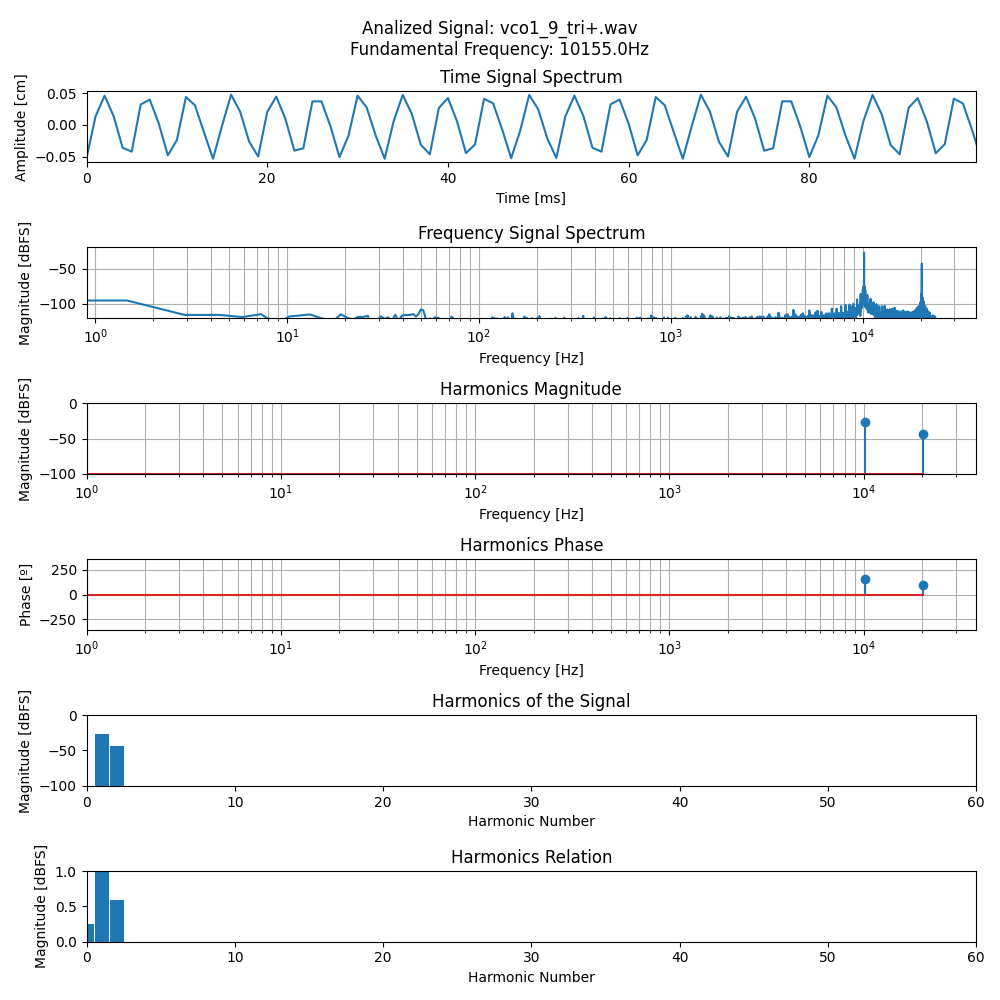 Analized Signal: vco1_9_tri+.wav
Fundamental Frequency: 10155.0Hz
Time Signal Spectrum
Amplitude [cm]
0.05
0.00
−0.05
0 20 40 60 80
Time [ms]
Frequency Signal Spectrum
Magnitude [dBFS]
−50
−100
10⁰ 10¹ 10² 10³ 10⁴
Frequency [Hz]
Harmonics Magnitude
Magnitude [dBFS]
0
−50
−100
10⁰ 10¹ 10² 10³ 10⁴
Frequency [Hz]
Harmonics Phase
Phase [º]
250
0
−250
10⁰ 10¹ 10² 10³ 10⁴
Frequency [Hz]
Harmonics of the Signal
Magnitude [dBFS]
0
−50
−100
0 10 20 30 40 50 60
Harmonic Number
Harmonics Relation
Magnitude [dBFS]
1.0
0.5
0.0
0 10 20 30 40 50 60
Harmonic Number